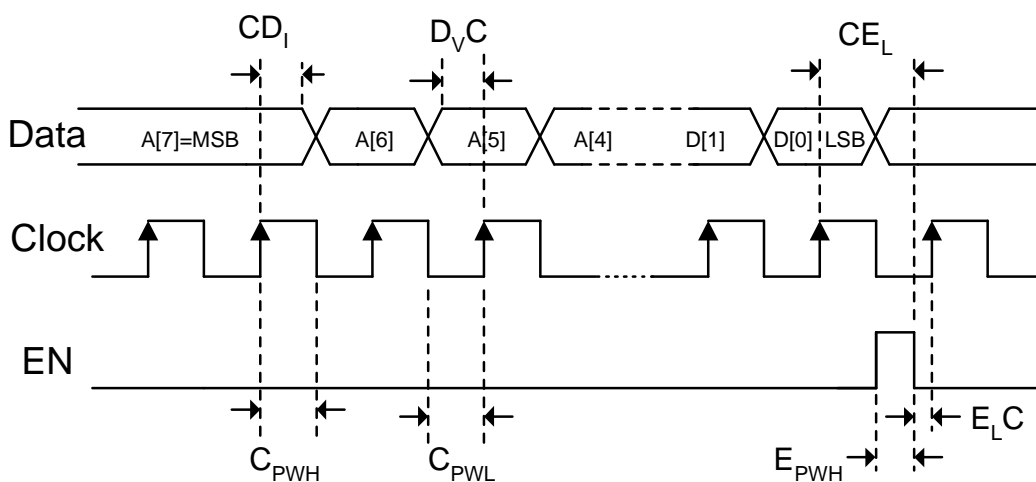 CD_I D_VC CE_L
Data A[7]=MSB A[6] A[5] A[4] D[1] D[0] LSB
Clock
EN
E_LC
C_PWH C_PWL E_PWH